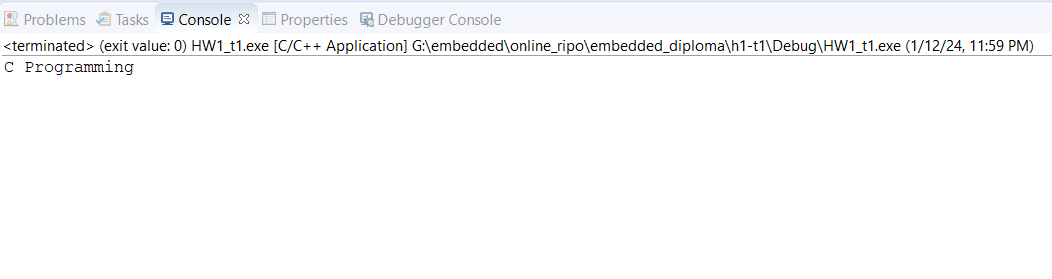 Problems Tasks Console Properties Debugger Console
<terminated> (exit value: 0) HW1_t1.exe [C/C++ Application] G:\embedded\online_ripo\embedded_diploma\h1-t1\Debug\HW1_t1.exe (1/12/24, 11:59 PM)
C Programming